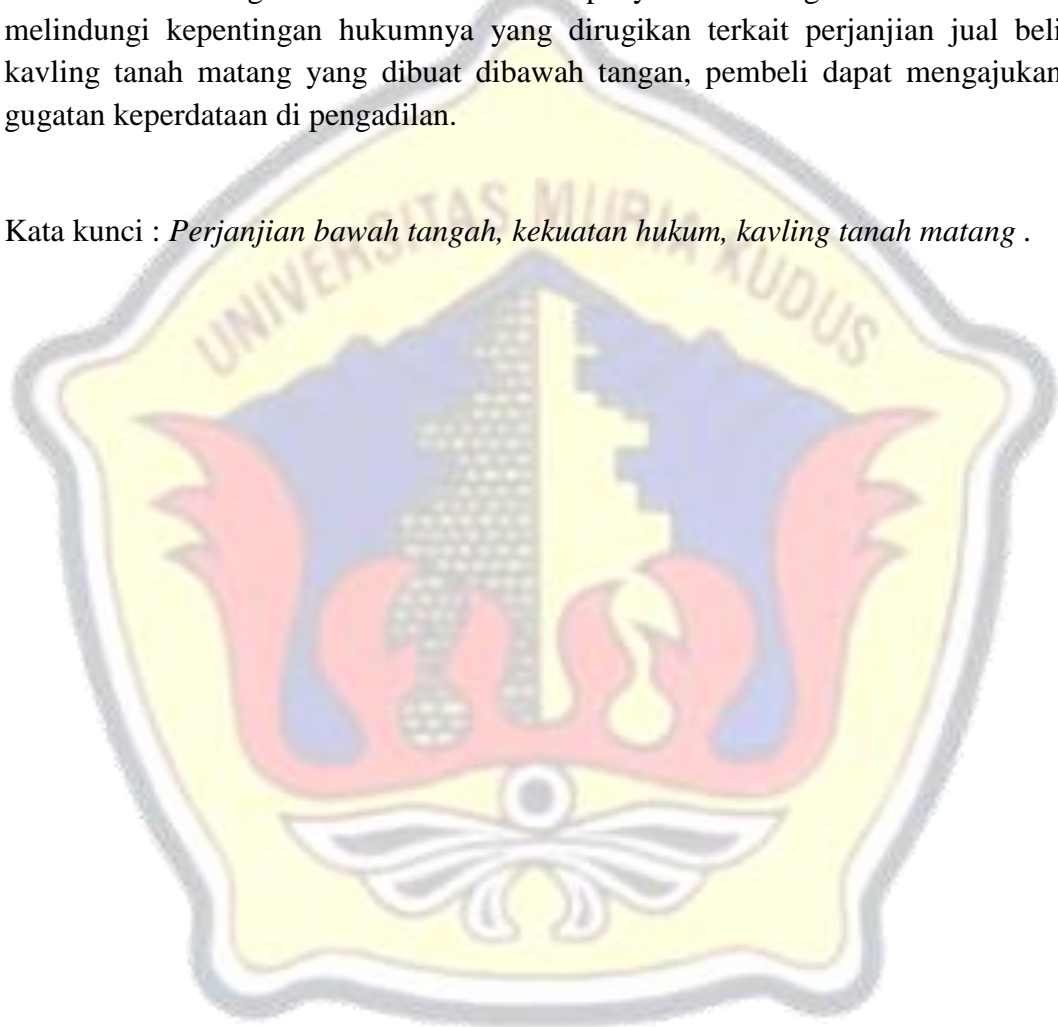 melindungi kepentingan hukumnya yang dirugikan terkait perjanjian jual beli
kavling tanah matang yang dibuat dibawah tangan, pembeli dapat mengajukan
gugatan keperdataan di pengadilan.
Kata kunci : Perjanjian bawah tangah, kekuatan hukum, kavling tanah matang .
UNIVERSITAS MURIA KUDUS